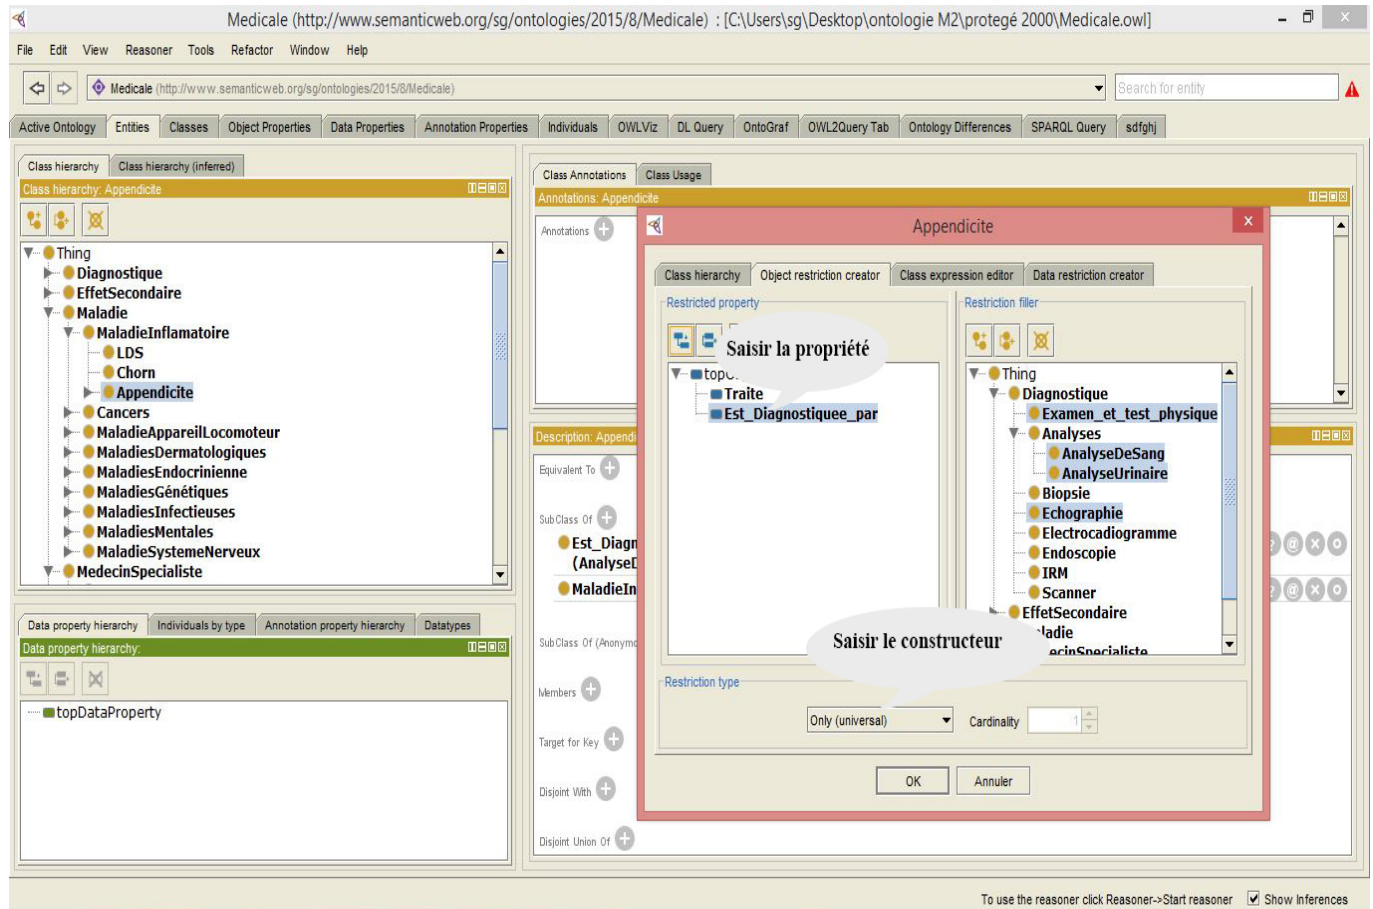 Medicale (http://www.semanticweb.org/sg/ontologies/2015/8/Medicale) : [C:\Users\sg\Desktop\ontologie M2\protegé 2000\Medicale.owl]
File Edit View Reasoner Tools Refactor Window Help
Medicale (http://www.semanticweb.org/sg/ontologies/2015/8/Medicale)
Search for entity
Active Ontology Entities Classes Object Properties Data Properties Annotation Properties Individuals OWLViz DL Query OntoGraf OWL2Query Tab Ontology Differences SPARQL Query sdfghj
Class hierarchy Class hierarchy (inferred)
Class hierarchy: Appendicite
Thing
Diagnostique
EffetSecondaire
Maladie
MaladieInflamatoire
LDS
Chorn
Appendicite
Cancers
MaladieAppareilLocomoteur
MaladiesDermatologiques
MaladiesEndocrinienne
MaladiesGénétiques
MaladiesInfectieuses
MaladiesMentales
MaladieSystemeNerveux
MedecinSpecialiste
Data property hierarchy Individuals by type Annotation property hierarchy Datatypes
Data property hierarchy:
topDataProperty
Class Annotations Class Usage
Annotations: Appendicite
Annotations
Description: Appendi
Equivalent To
SubClass Of
Est_Diagn
(AnalyseD
MaladieIn
SubClass Of (Anonymo
Members
Target for Key
Disjoint With
Disjoint Union Of
Appendicite
Class hierarchy Object restriction creator Class expression editor Data restriction creator
Restricted property
Saisir la propriété
topO
Traite
Est_Diagnostiquee_par
Restriction filler
Thing
Diagnostique
Examen_et_test_physique
Analyses
AnalyseDeSang
AnalyseUrinaire
Biopsie
Echographie
Electrocadiogramme
Endoscopie
IRM
Scanner
EffetSecondaire
ladie
ecinSpecialiste
Saisir le constructeur
Restriction type
Only (universal) Cardinality 1
OK Annuler
To use the reasoner click Reasoner->Start reasoner Show Inferences